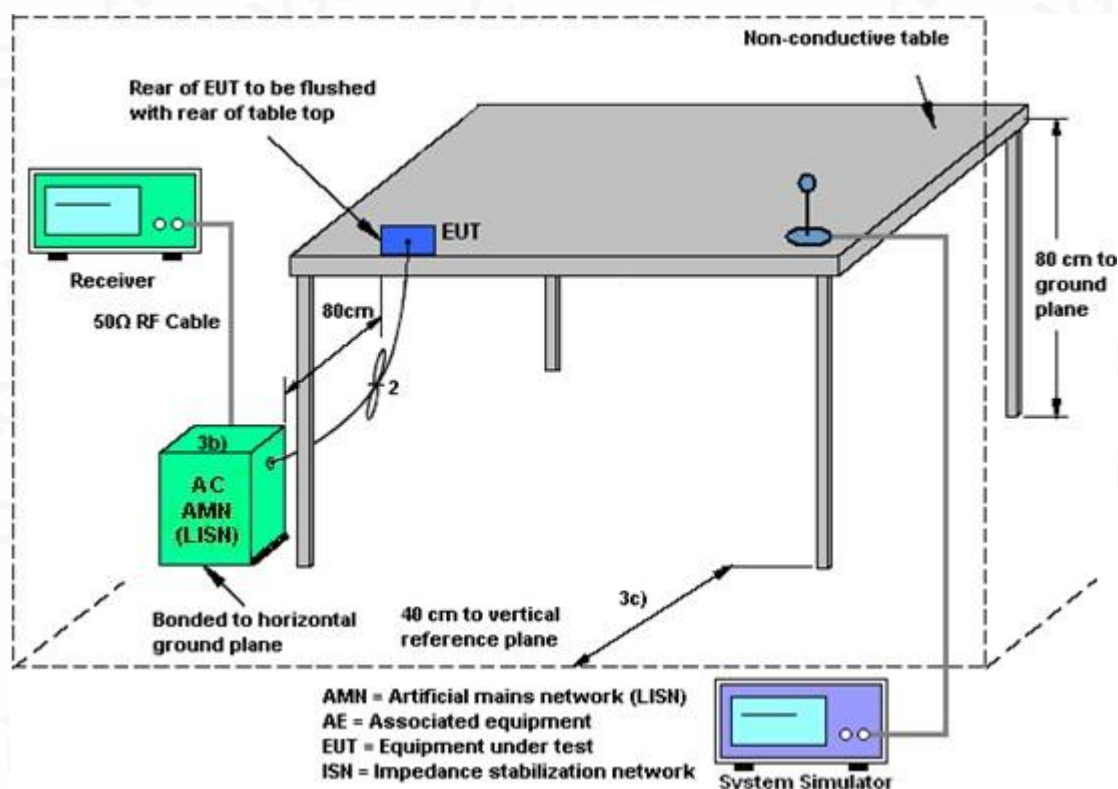 Non-conductive table
Rear of EUT to be flushed
with rear of table top
EUT
Receiver
80cm
80 cm to
ground
plane
50Ω RF Cable
2
3b)
AC
AMN
(LISN)
Bonded to horizontal
ground plane
40 cm to vertical
reference plane
3c)
AMN = Artificial mains network (LISN)
AE = Associated equipment
EUT = Equipment under test
ISN = Impedance stabilization network
System Simulator